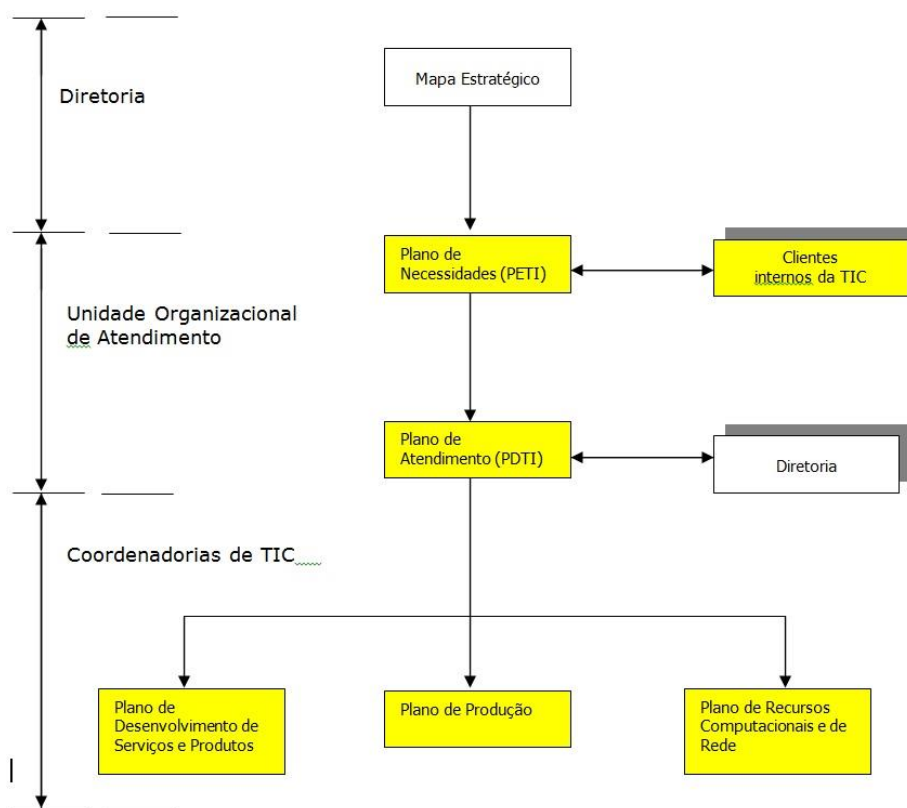 Mapa Estratégico
Diretoria
Plano de
Necessidades (PETI)
Clientes
internos da TIC
Unidade Organizacional
de Atendimento
Plano de
Atendimento (PDTI)
Diretoria
Coordenadorias de TIC
Plano de
Desenvolvimento de
Serviços e Produtos
Plano de Produção
Plano de Recursos
Computacionais e de
Rede